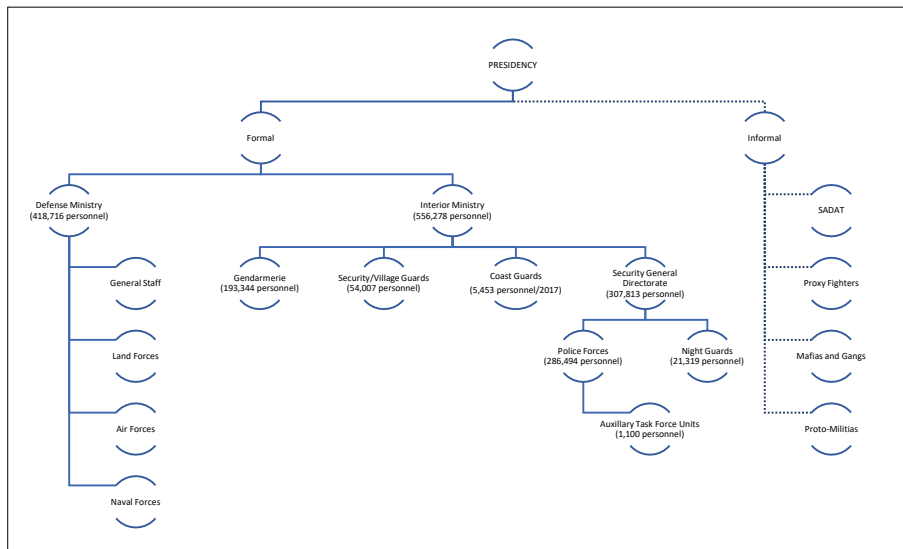 PRESIDENCY
Formal
Informal
Defense Ministry
(418,716 personnel)
Interior Ministry
(556,278 personnel)
SADAT
General Staff
Gendarmerie
(193,344 personnel)
Security/Village Guards
(54,007 personnel)
Coast Guards
(5,453 personnel/2017)
Security General
Directorate
(307,813 personnel)
Proxy Fighters
Land Forces
Police Forces
(286,494 personnel)
Night Guards
(21,319 personnel)
Mafias and Gangs
Air Forces
Auxillary Task Force Units
(1,100 personnel)
Proto-Militias
Naval Forces